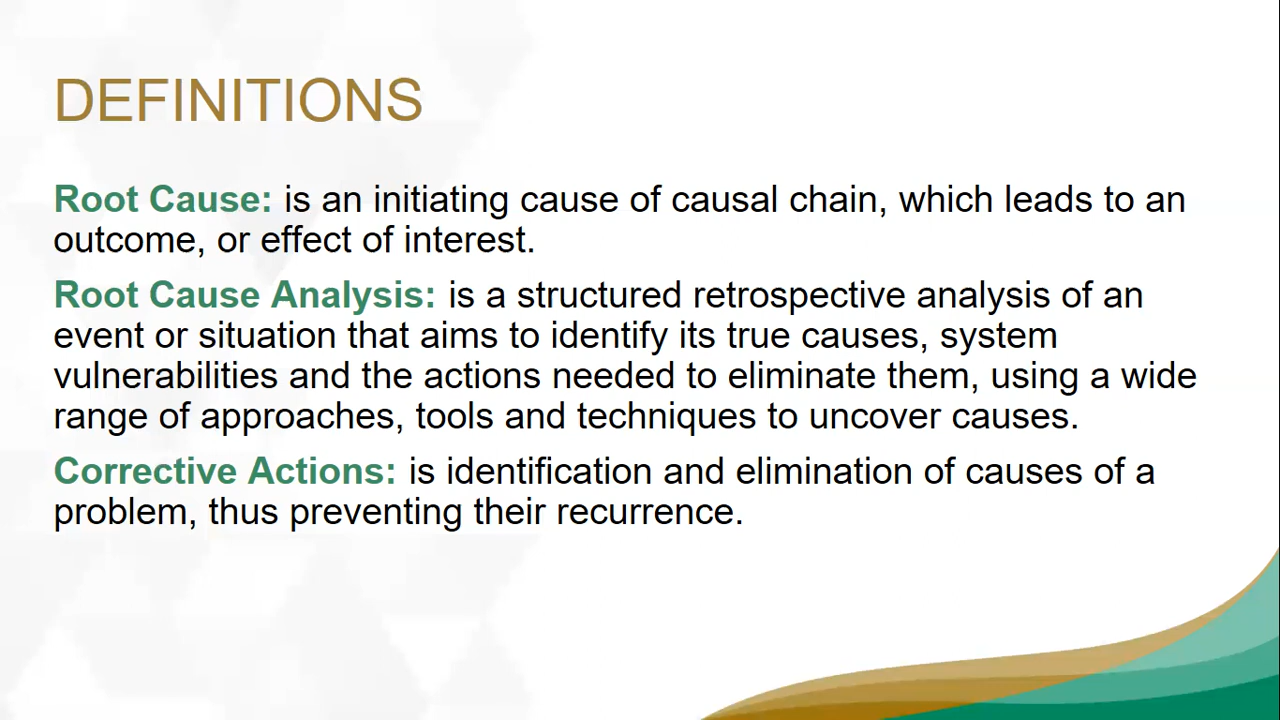 DEFINITIONS
Root Cause: is an initiating cause of causal chain, which leads to an
outcome, or effect of interest.
Root Cause Analysis: is a structured retrospective analysis of an
event or situation that aims to identify its true causes, system
vulnerabilities and the actions needed to eliminate them, using a wide
range of approaches, tools and techniques to uncover causes.
Corrective Actions: is identification and elimination of causes of a
problem, thus preventing their recurrence.